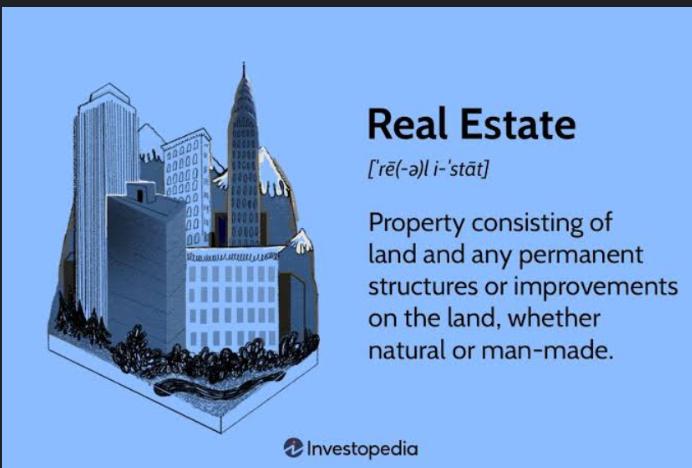 Real Estate
[ˈrē(-ə)l i-ˈstāt]
Property consisting of
land and any permanent
structures or improvements
on the land, whether
natural or man-made.
Investopedia